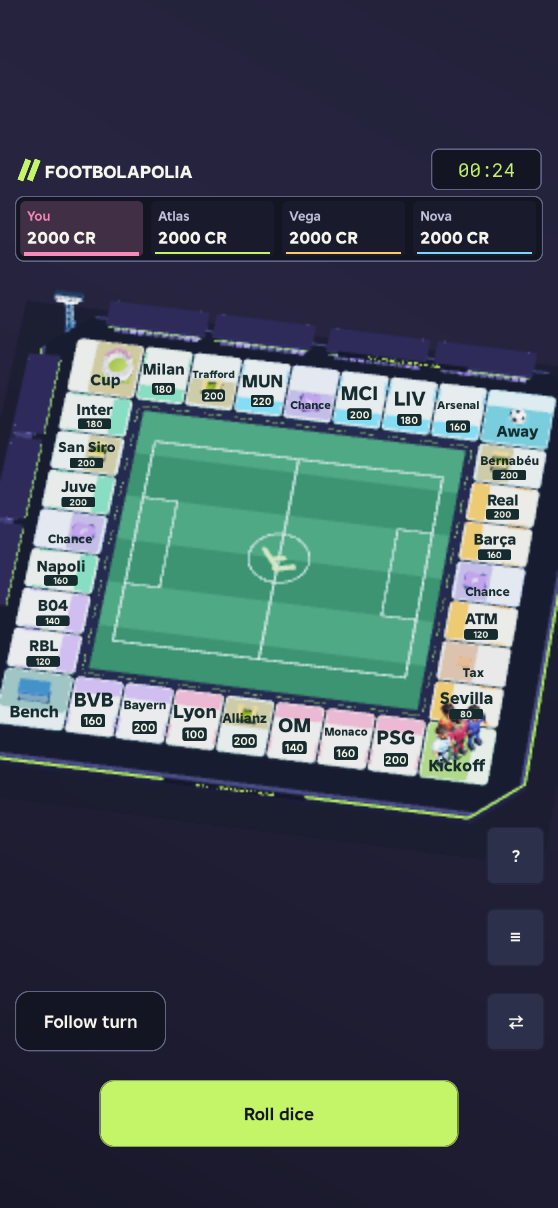 FOOTBOLAPOLIA
00:24
You
2000 CR
Atlas
2000 CR
Vega
2000 CR
Nova
2000 CR
Cup
Milan
180
Trafford
200
MUN
220
Chance
MCI
200
LIV
180
Arsenal
160
Away
Inter
180
San Siro
200
Juve
200
Chance
Napoli
160
B04
140
RBL
120
Bench
Bernabéu
200
Real
200
Barça
160
Chance
ATM
120
Tax
Sevilla
80
Kickoff
BVB
160
Bayern
200
Lyon
100
Allianz
200
OM
140
Monaco
160
PSG
200
?
Follow turn
Roll dice